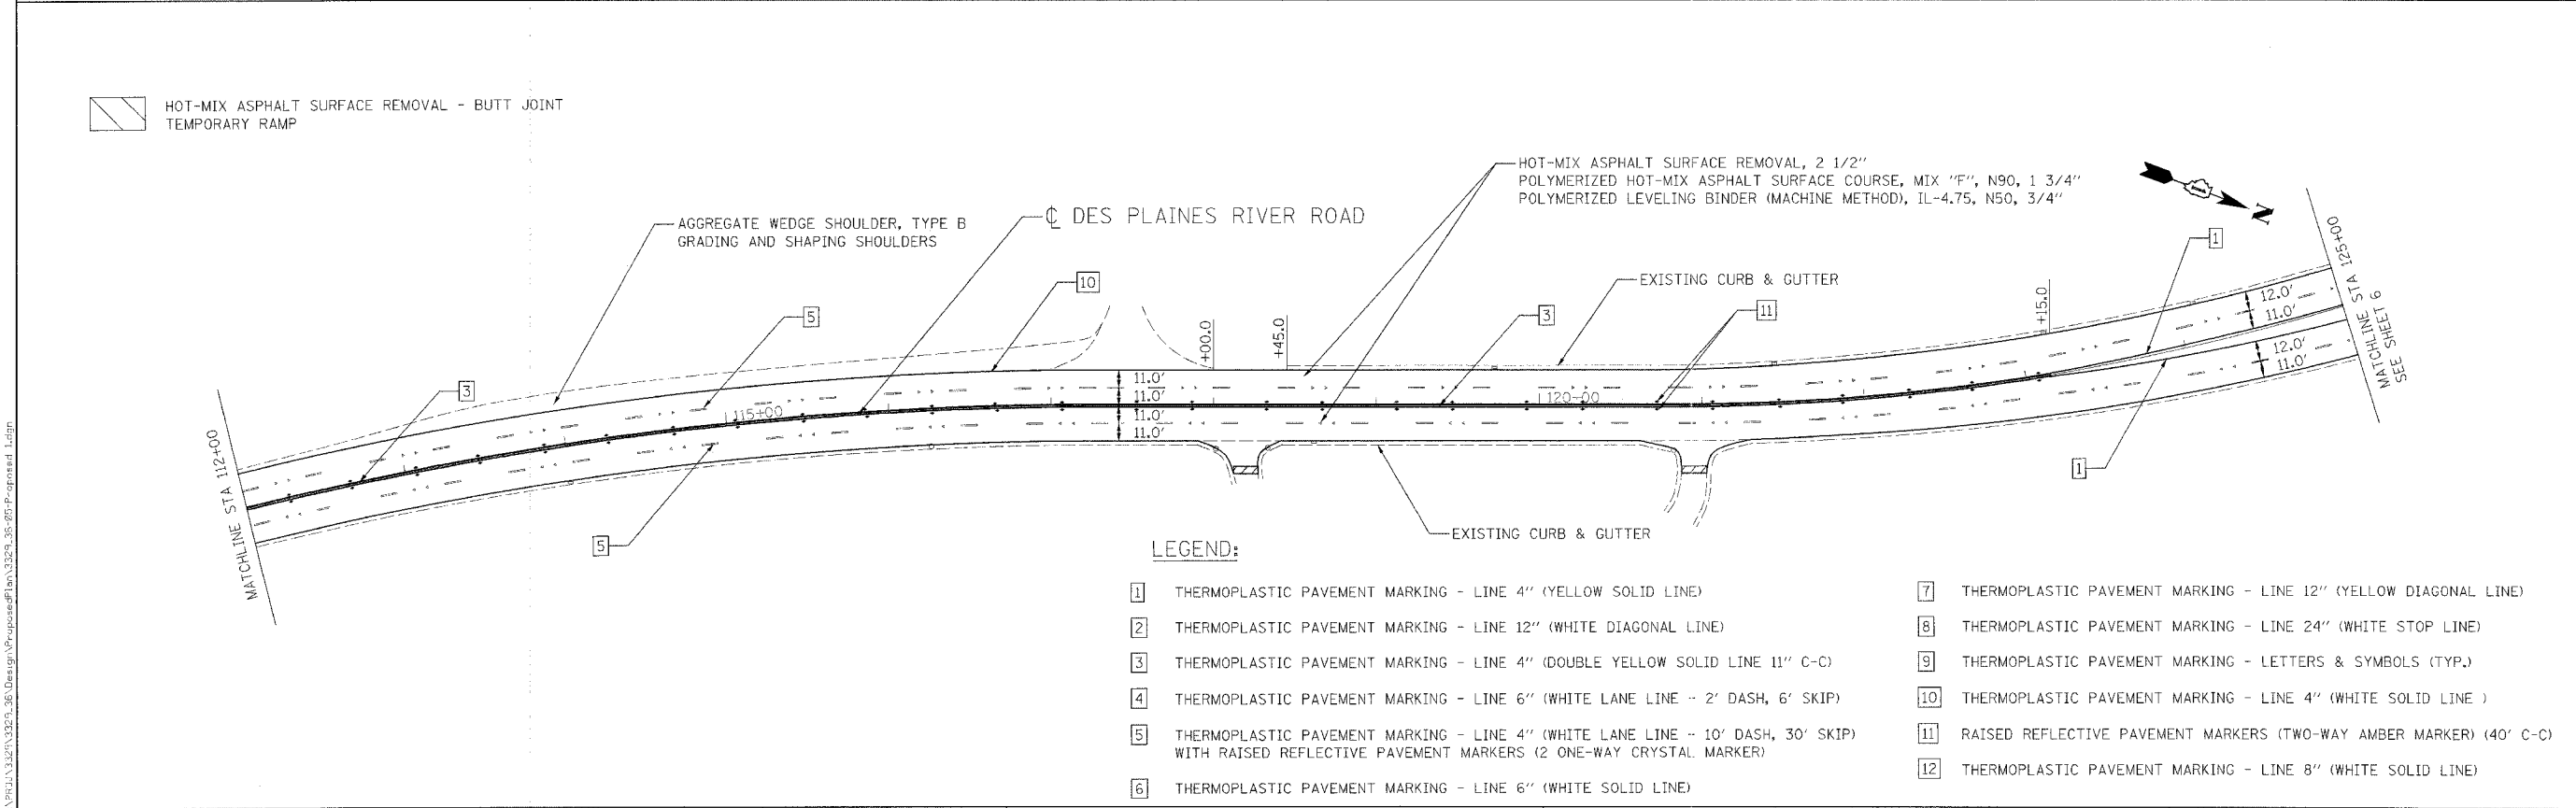 HOT-MIX ASPHALT SURFACE REMOVAL - BUTT JOINT
TEMPORARY RAMP
HOT-MIX ASPHALT SURFACE REMOVAL, 2 1/2"
POLYMERIZED HOT-MIX ASPHALT SURFACE COURSE, MIX "F", N90, 1 3/4"
POLYMERIZED LEVELING BINDER (MACHINE METHOD), IL-4.75, N50, 3/4"
AGGREGATE WEDGE SHOULDER, TYPE B
GRADING AND SHAPING SHOULDERS
℄ DES PLAINES RIVER ROAD
N
MATCHLINE STA 125+00
SEE SHEET 6
1
10
EXISTING CURB & GUTTER
5
3
11
+00.0
+45.0
+15.0
12.0'
11.0'
12.0'
11.0'
3
11.0'
11.0'
11.0'
11.0'
115+00
120+00
MATCHLINE STA 112+00
1
5
EXISTING CURB & GUTTER
LEGEND:
1 THERMOPLASTIC PAVEMENT MARKING - LINE 4" (YELLOW SOLID LINE)
2 THERMOPLASTIC PAVEMENT MARKING - LINE 12" (WHITE DIAGONAL LINE)
3 THERMOPLASTIC PAVEMENT MARKING - LINE 4" (DOUBLE YELLOW SOLID LINE 11" C-C)
4 THERMOPLASTIC PAVEMENT MARKING - LINE 6" (WHITE LANE LINE - 2' DASH, 6' SKIP)
5 THERMOPLASTIC PAVEMENT MARKING - LINE 4" (WHITE LANE LINE - 10' DASH, 30' SKIP)
WITH RAISED REFLECTIVE PAVEMENT MARKERS (2 ONE-WAY CRYSTAL MARKER)
6 THERMOPLASTIC PAVEMENT MARKING - LINE 6" (WHITE SOLID LINE)
7 THERMOPLASTIC PAVEMENT MARKING - LINE 12" (YELLOW DIAGONAL LINE)
8 THERMOPLASTIC PAVEMENT MARKING - LINE 24" (WHITE STOP LINE)
9 THERMOPLASTIC PAVEMENT MARKING - LETTERS & SYMBOLS (TYP.)
10 THERMOPLASTIC PAVEMENT MARKING - LINE 4" (WHITE SOLID LINE )
11 RAISED REFLECTIVE PAVEMENT MARKERS (TWO-WAY AMBER MARKER) (40' C-C)
12 THERMOPLASTIC PAVEMENT MARKING - LINE 8" (WHITE SOLID LINE)